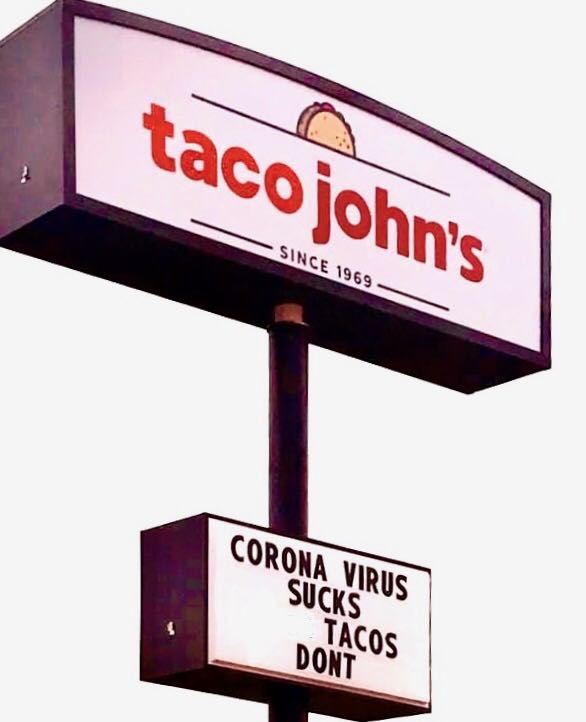 taco john's
SINCE 1969
CORONA VIRUS
SUCKS
TACOS
DONT